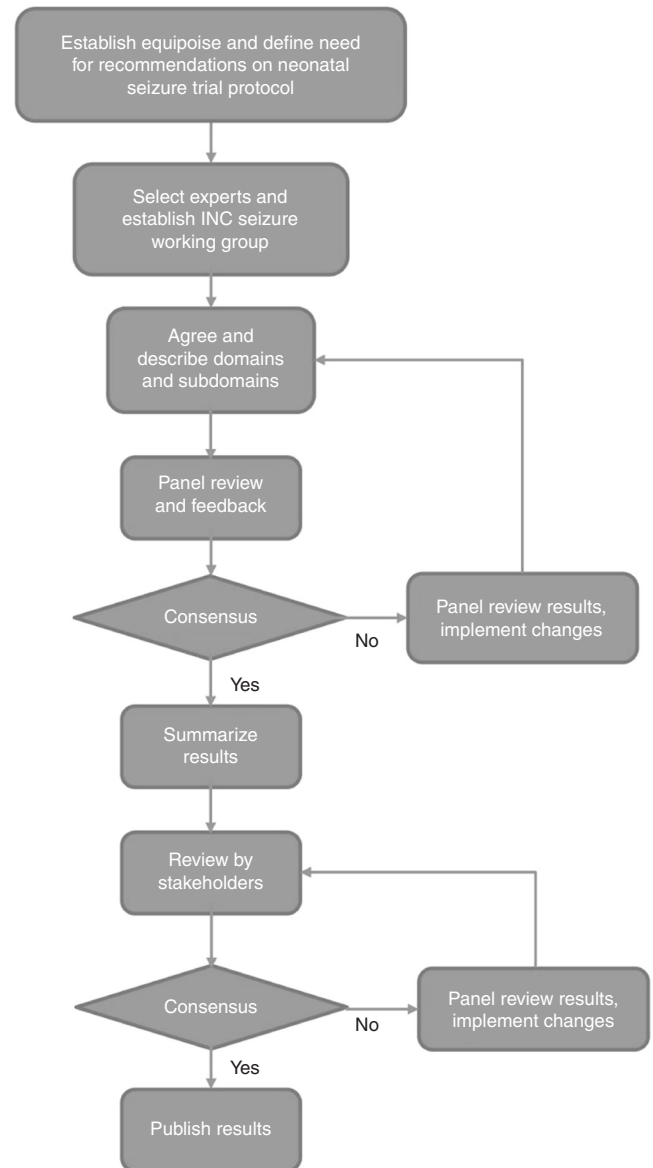 Establish equipoise and define need
for recommendations on neonatal
seizure trial protocol
Select experts and
establish INC seizure
working group
Agree and
describe domains
and subdomains
Panel review
and feedback
Consensus
No
Panel review results,
implement changes
Yes
Summarize
results
Review by
stakeholders
Consensus
No
Panel review results,
implement changes
Yes
Publish results